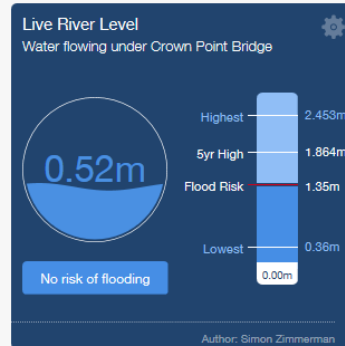 Live River Level
Water flowing under Crown Point Bridge
0.52m
No risk of flooding
Highest 2.453m
5yr High 1.864m
Flood Risk 1.35m
Lowest 0.36m
0.00m
Author: Simon Zimmerman